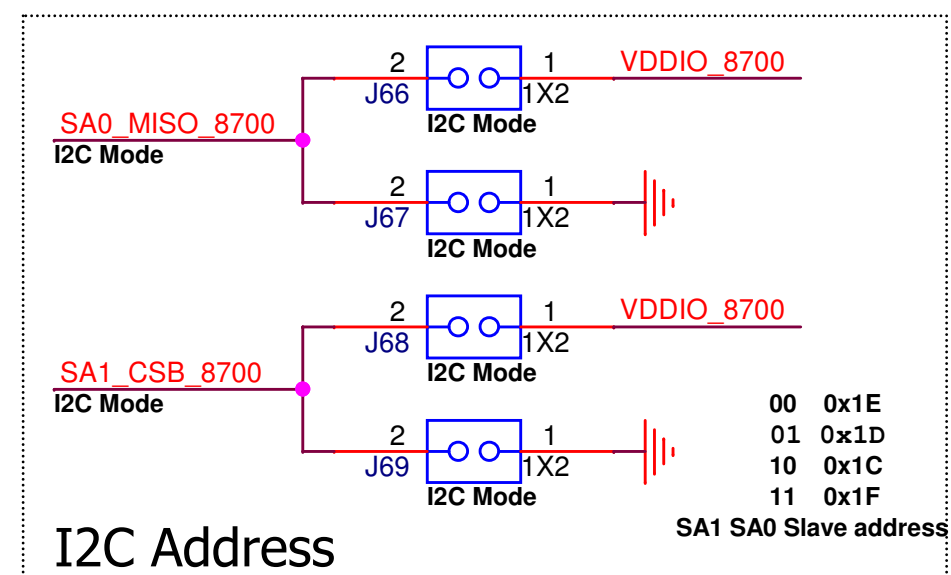 2 1 VDDIO_8700
J66 1X2
I2C Mode
SA0_MISO_8700
I2C Mode
2 1
J67 1X2
I2C Mode
2 1 VDDIO_8700
J68 1X2
I2C Mode
SA1_CSB_8700
I2C Mode
2 1
J69 1X2
I2C Mode
00 0x1E
01 0x1D
10 0x1C
11 0x1F
SA1 SA0 Slave address
I2C Address